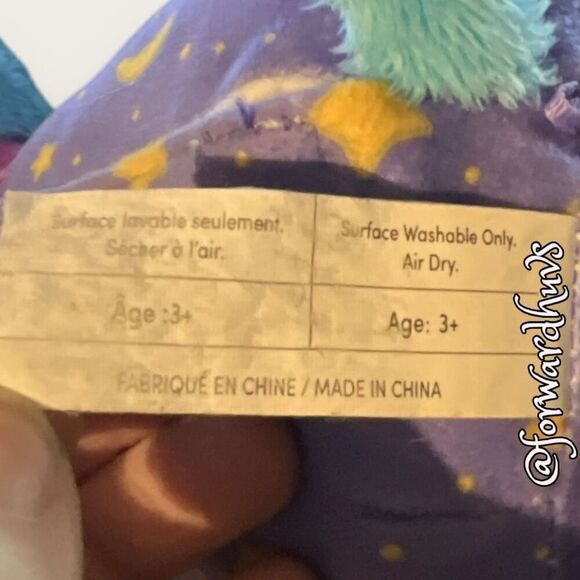 Surface lavable seulement.
Sécher à l'air.
Surface Washable Only.
Air Dry.
Âge :3+
Age: 3+
FABRIQUÉ EN CHINE / MADE IN CHINA
@forwardhuvs